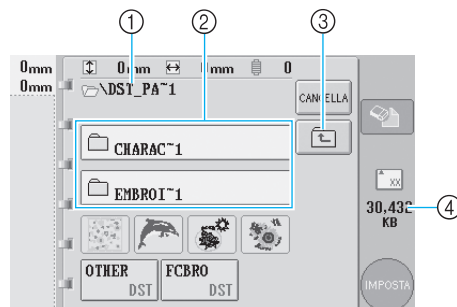 ① ② ③
0mm 0mm 0mm 0
0mm \DST_PA~1
CANCELLA
CHARAC~1
EMBROI~1
A XX
30,432 ④
KB
OTHER FCBRO
DST DST
IMPOSTA